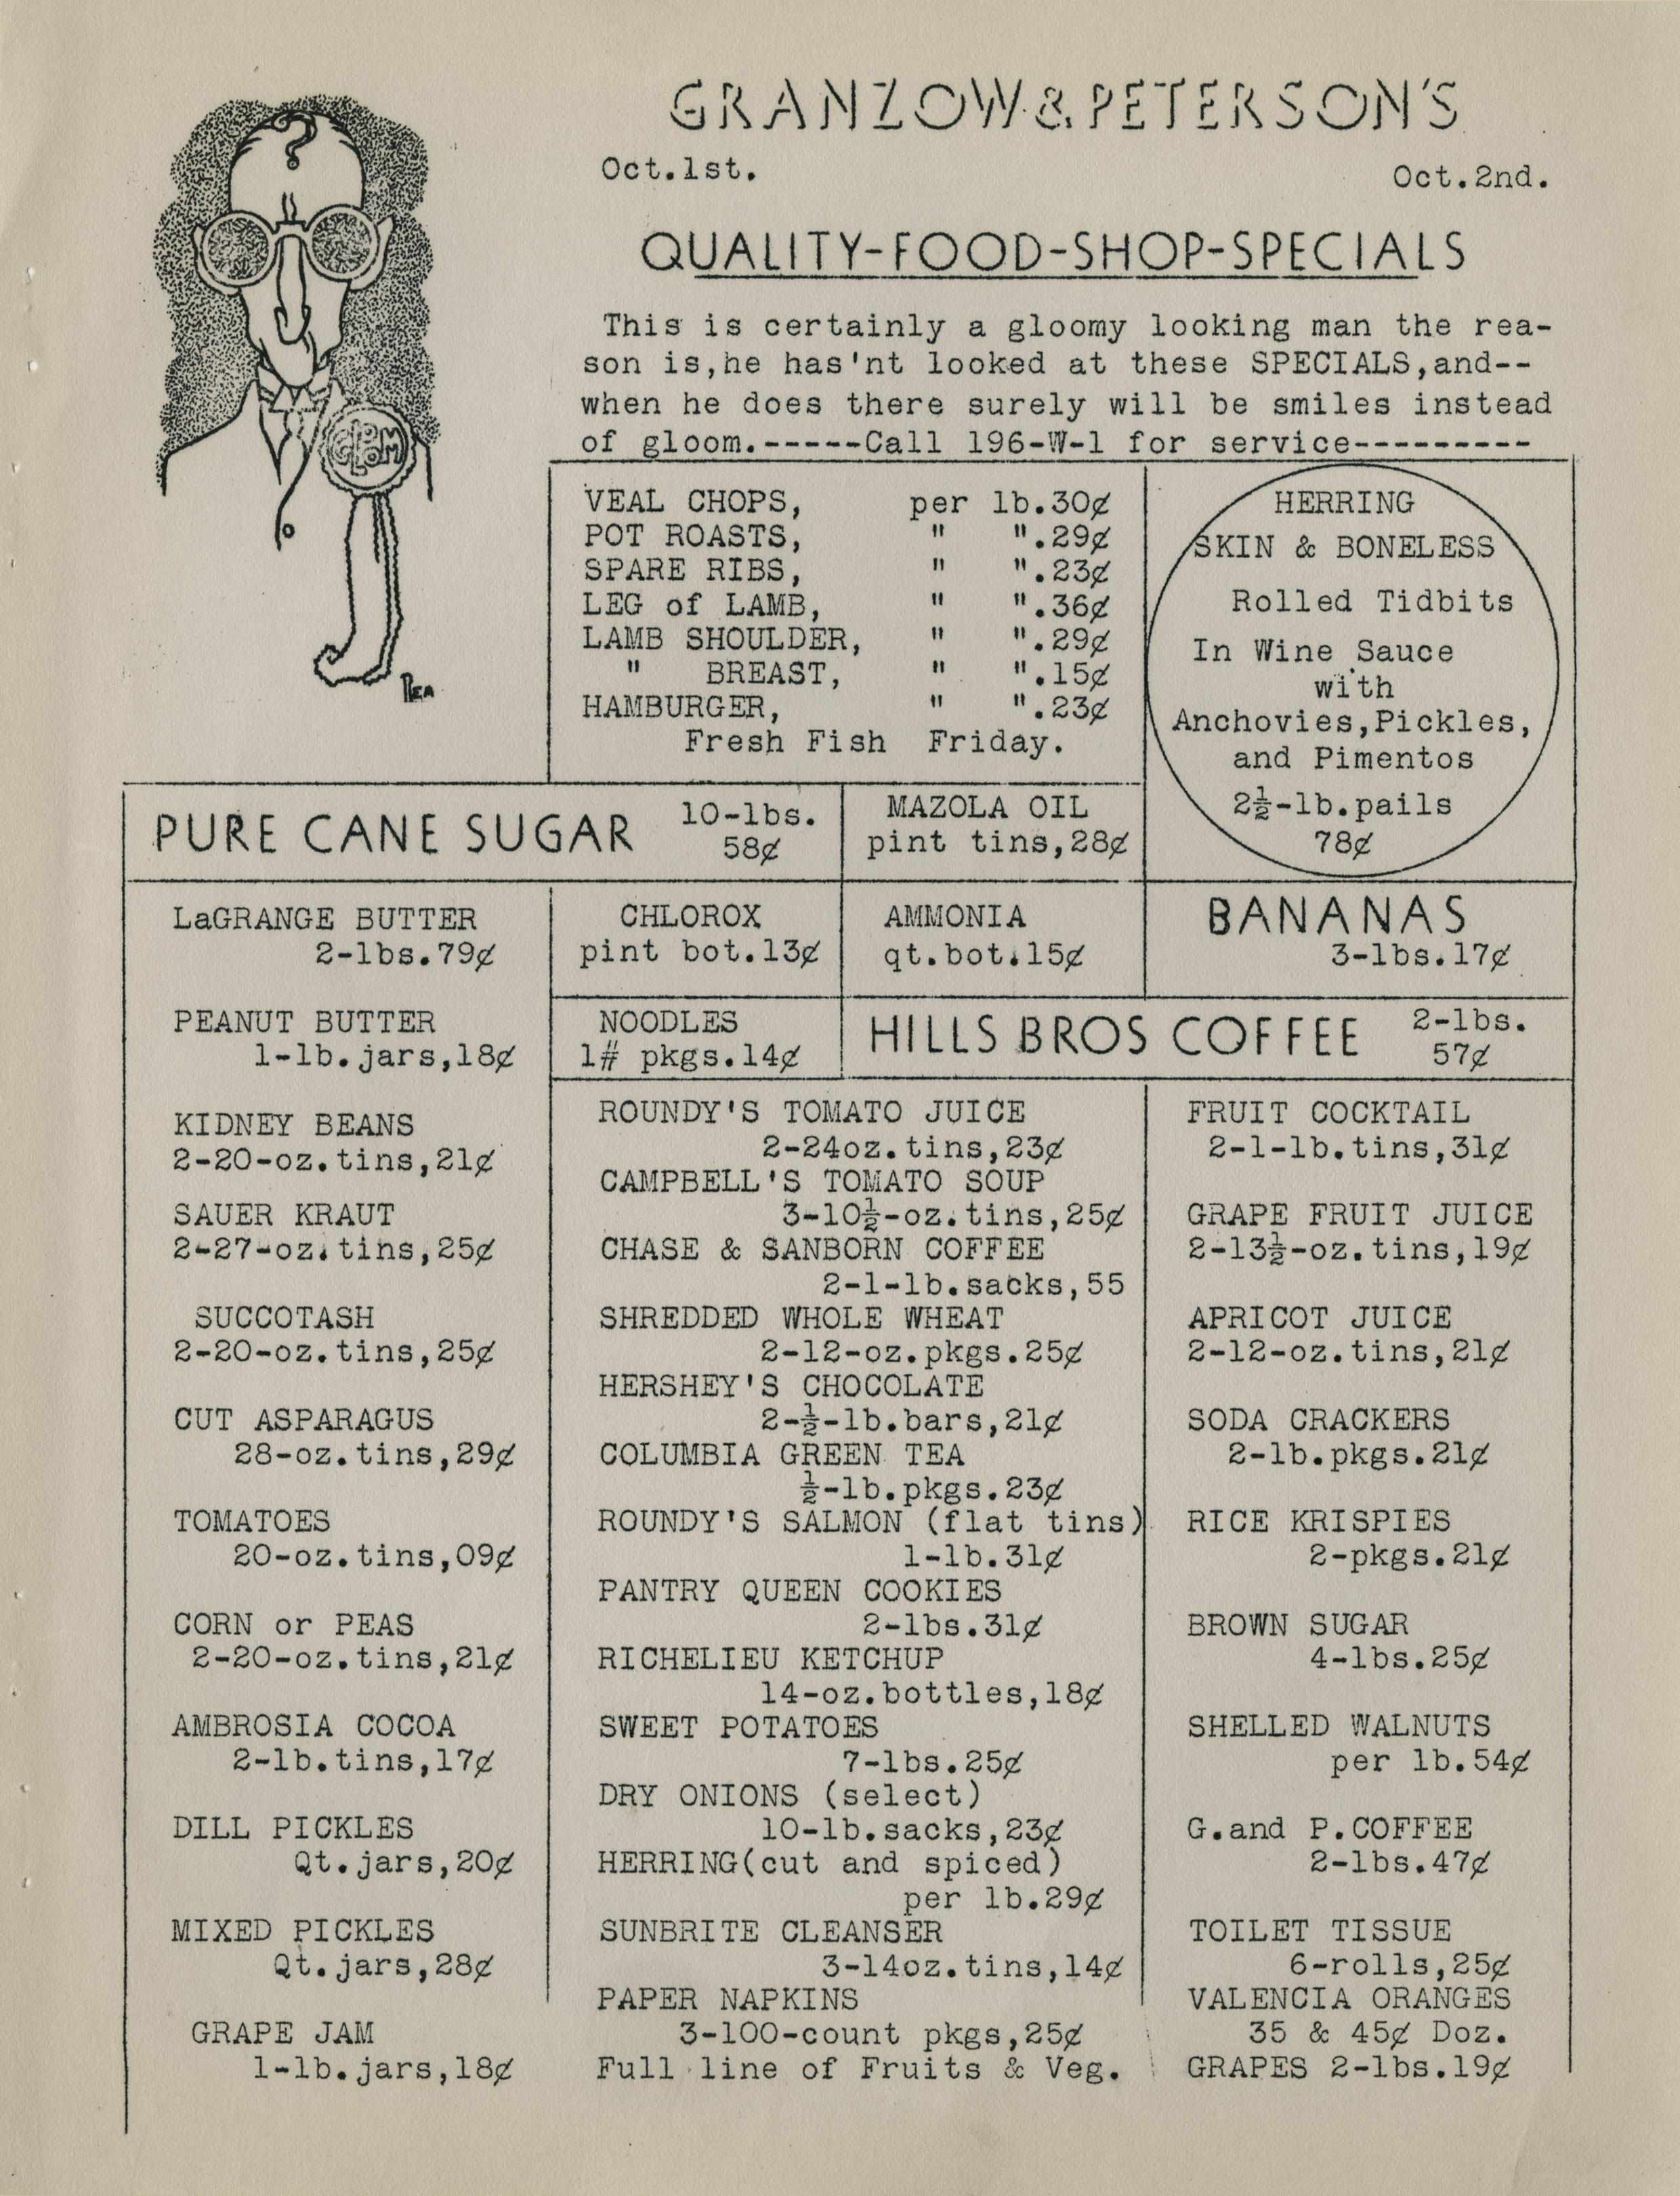 GRANZOW & PETERSON'S
Oct.1st. Oct.2nd.
QUALITY-FOOD-SHOP-SPECIALS
This is certainly a gloomy looking man the rea-
son is,he has'nt looked at these SPECIALS,and--
when he does there surely will be smiles instead
of gloom.-----Call 196-W-1 for service---------
GLOOM
REA
VEAL CHOPS, per lb.30¢
POT ROASTS, " ".29¢
SPARE RIBS, " ".23¢
LEG of LAMB, " ".36¢
LAMB SHOULDER, " ".29¢
" BREAST, " ".15¢
HAMBURGER, " ".23¢
Fresh Fish Friday.
HERRING
SKIN & BONELESS
Rolled Tidbits
In Wine Sauce
with
Anchovies,Pickles,
and Pimentos
2½-lb.pails
78¢
PURE CANE SUGAR
10-lbs.
58¢
MAZOLA OIL
pint tins,28¢
LaGRANGE BUTTER
2-lbs.79¢
PEANUT BUTTER
1-lb.jars,18¢
KIDNEY BEANS
2-20-oz.tins,21¢
SAUER KRAUT
2-27-oz.tins,25¢
SUCCOTASH
2-20-oz.tins,25¢
CUT ASPARAGUS
28-oz.tins,29¢
TOMATOES
20-oz.tins,09¢
CORN or PEAS
2-20-oz.tins,21¢
AMBROSIA COCOA
2-lb.tins,17¢
DILL PICKLES
Qt.jars,20¢
MIXED PICKLES
Qt.jars,28¢
GRAPE JAM
1-lb.jars,18¢
CHLOROX
pint bot.13¢
AMMONIA
qt.bot.15¢
BANANAS
3-lbs.17¢
NOODLES
1# pkgs.14¢
HILLS BROS COFFEE
2-lbs.
57¢
ROUNDY'S TOMATO JUICE
2-24oz.tins,23¢
CAMPBELL'S TOMATO SOUP
3-10½-oz.tins,25¢
CHASE & SANBORN COFFEE
2-1-lb.sacks,55
SHREDDED WHOLE WHEAT
2-12-oz.pkgs.25¢
HERSHEY'S CHOCOLATE
2-½-lb.bars,21¢
COLUMBIA GREEN TEA
½-lb.pkgs.23¢
ROUNDY'S SALMON (flat tins)
1-lb.31¢
PANTRY QUEEN COOKIES
2-lbs.31¢
RICHELIEU KETCHUP
14-oz.bottles,18¢
SWEET POTATOES
7-lbs.25¢
DRY ONIONS (select)
10-lb.sacks,23¢
HERRING(cut and spiced)
per lb.29¢
SUNBRITE CLEANSER
3-14oz.tins,14¢
PAPER NAPKINS
3-100-count pkgs,25¢
Full line of Fruits & Veg.
FRUIT COCKTAIL
2-1-lb.tins,31¢
GRAPE FRUIT JUICE
2-13½-oz.tins,19¢
APRICOT JUICE
2-12-oz.tins,21¢
SODA CRACKERS
2-lb.pkgs.21¢
RICE KRISPIES
2-pkgs.21¢
BROWN SUGAR
4-lbs.25¢
SHELLED WALNUTS
per lb.54¢
G.and P.COFFEE
2-lbs.47¢
TOILET TISSUE
6-rolls,25¢
VALENCIA ORANGES
35 & 45¢ Doz.
GRAPES 2-lbs.19¢